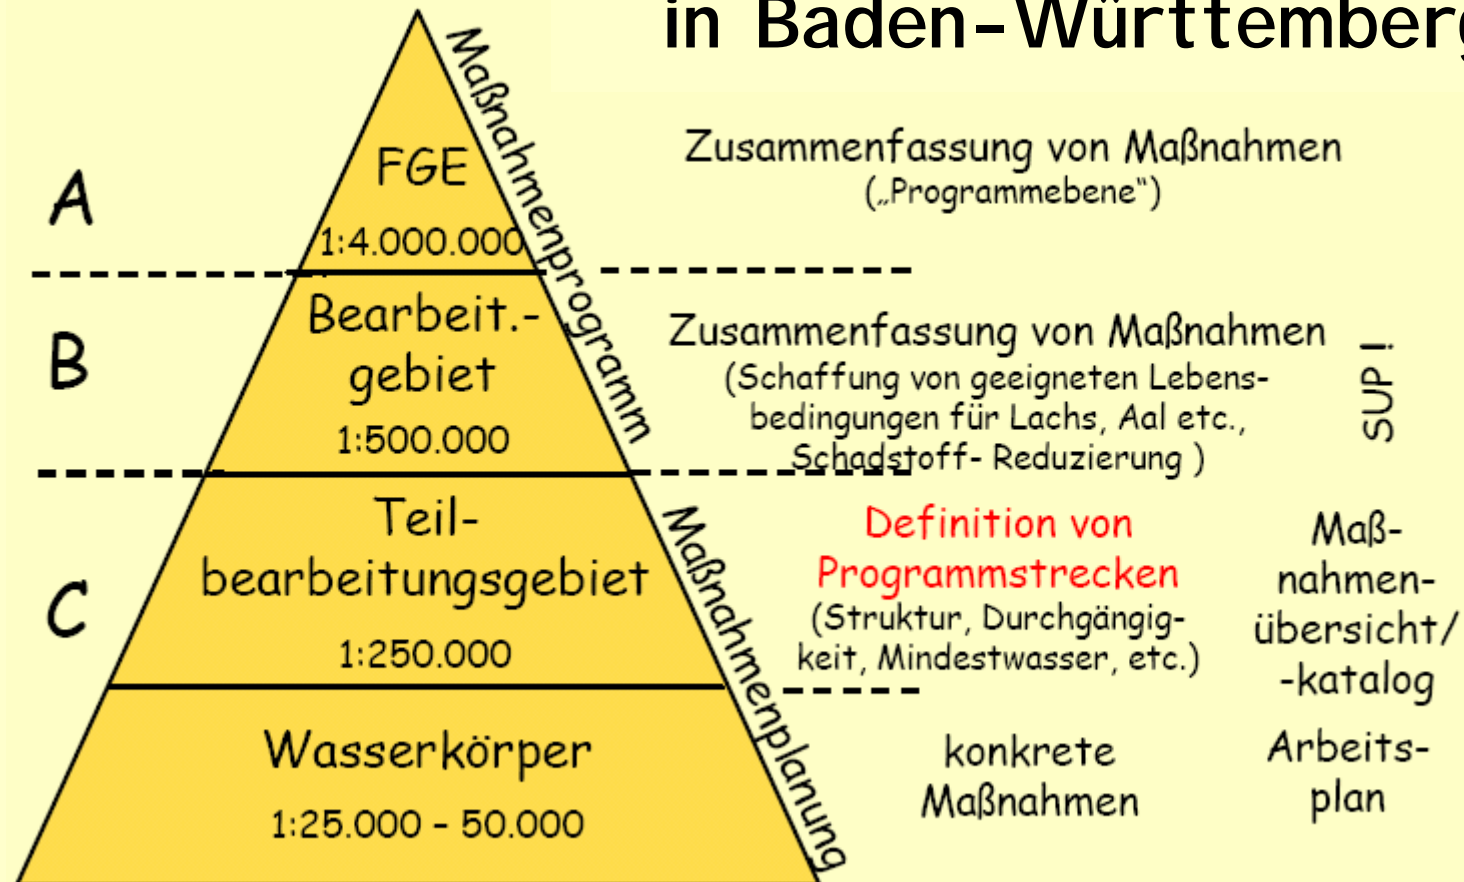 in Baden-Württemberg
Maßnahmenprogramm
A
FGE
1:4.000.000
Zusammenfassung von Maßnahmen
(„Programmebene“)
B
Bearbeit.-
gebiet
1:500.000
Zusammenfassung von Maßnahmen
(Schaffung von geeigneten Lebens-
bedingungen für Lachs, Aal etc.,
Schadstoff- Reduzierung )
SUP !
C
Teil-
bearbeitungsgebiet
1:250.000
Maßnahmenplanung
Definition von
Programmstrecken
(Struktur, Durchgängig-
keit, Mindestwasser, etc.)
Maß-
nahmen-
übersicht/
-katalog
Wasserkörper
1:25.000 - 50.000
konkrete
Maßnahmen
Arbeits-
plan